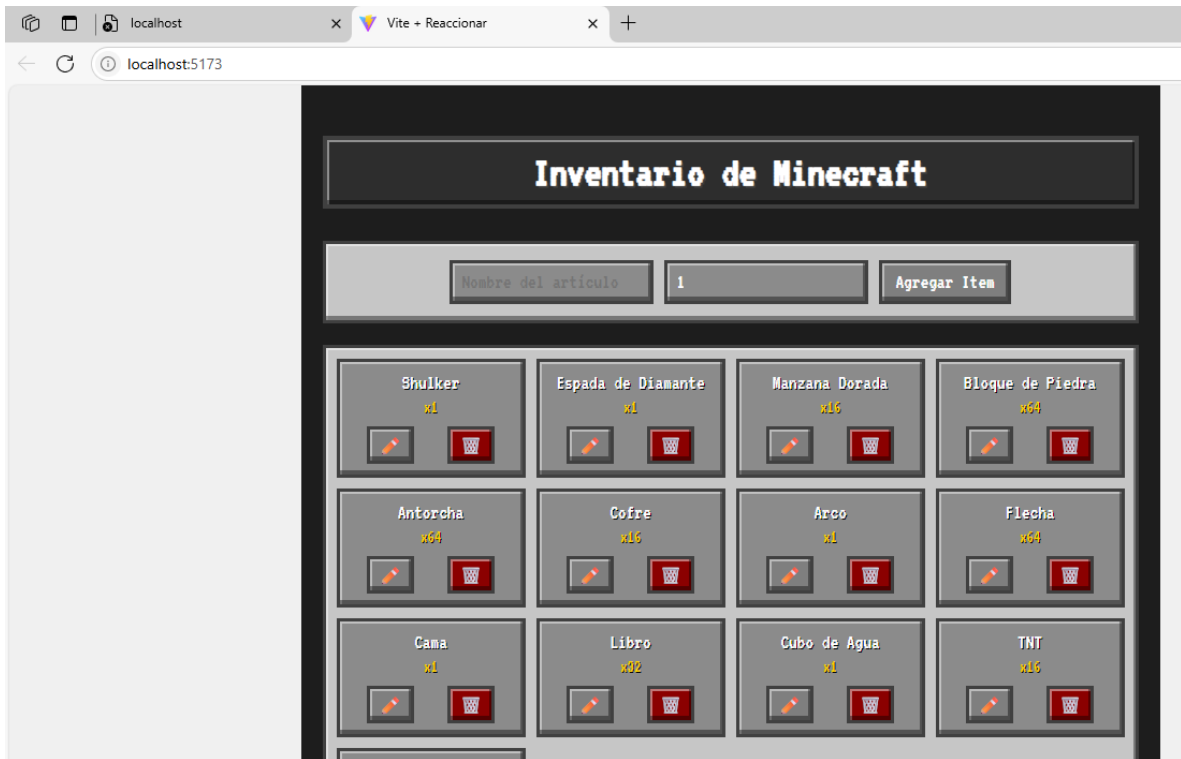 localhost
Vite + Reaccionar
localhost:5173
Inventario de Minecraft
Nombre del artículo
1
Agregar Item
Shulker
x1
Espada de Diamante
x1
Manzana Dorada
x16
Bloque de Piedra
x64
Antorcha
x64
Cofre
x16
Arco
x1
Flecha
x64
Cama
x1
Libro
x32
Cubo de Agua
x1
TNT
x16